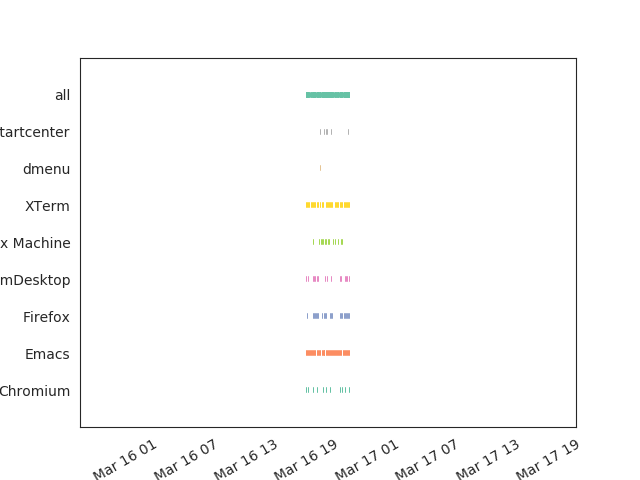 all
tartcenter
dmenu
XTerm
x Machine
mDesktop
Firefox
Emacs
Chromium
Mar 16 01
Mar 16 07
Mar 16 13
Mar 16 19
Mar 17 01
Mar 17 07
Mar 17 13
Mar 17 19